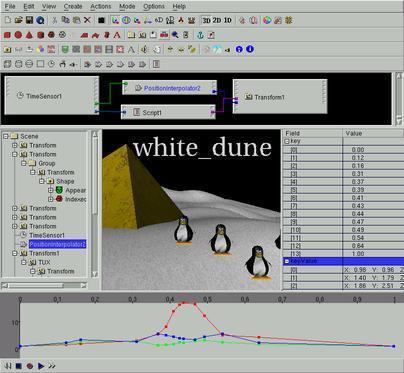 File Edit View Create Actions Mode Options Help
3D 1D 2D
TimeSensor1
PositionInterpolator2
Script1
Transform1
Scene
Transform
Transform
Group
Transform
Shape
Appear
Indexed
Transform
Transform
Transform
TimeSensor1
PositionInterpolator2
Transform1
TUX
Transform
white_dune
Field Value
key
[0] 0.00
[1] 0.12
[2] 0.16
[3] 0.31
[4] 0.37
[5] 0.39
[6] 0.41
[7] 0.43
[8] 0.44
[9] 0.47
[10] 0.49
[11] 0.54
[12] 0.64
[13] 1.00
keyValue
[0] X: 0.98 Y: 0.96 Z
[1] X: 1.40 Y: 1.79 Z
[2] X: 1.86 Y: 2.51 Z
0 0,1 0,2 0,3 0,4 0,5 0,6 0,7 0,8 0,9 1
10
0